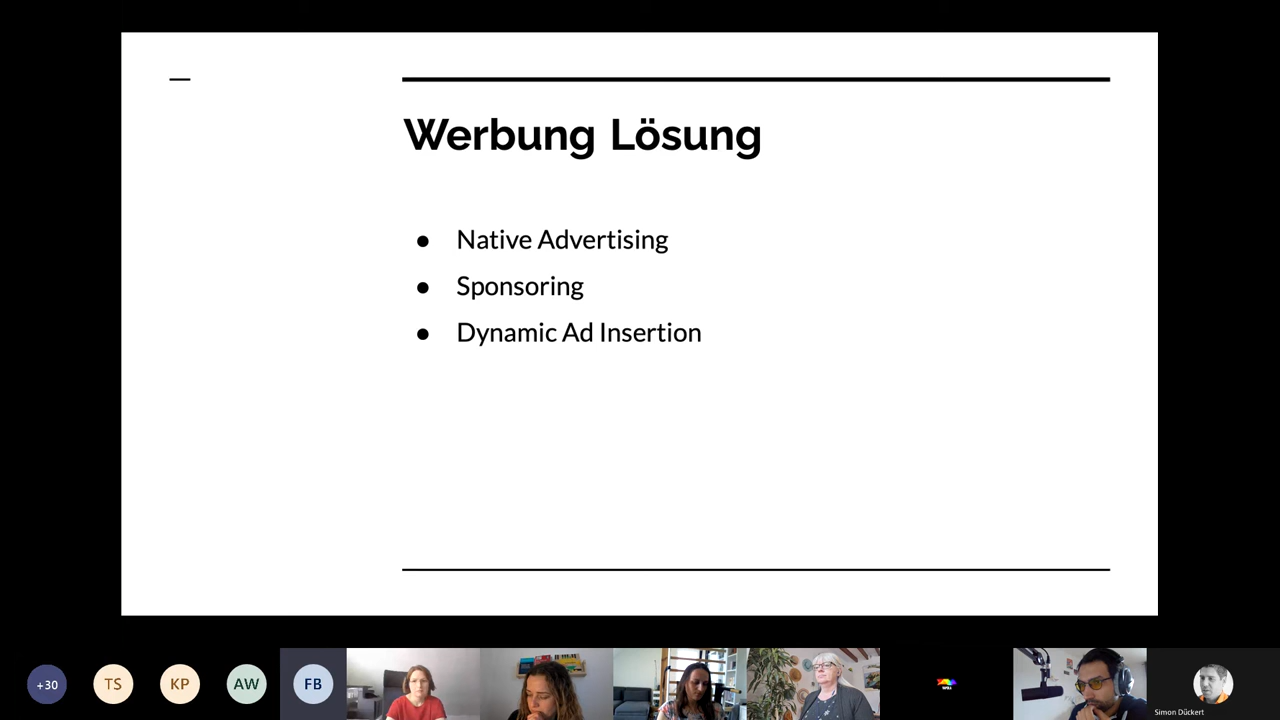 Werbung Lösung
● Native Advertising
● Sponsoring
● Dynamic Ad Insertion
+30
TS
KP
AW
FB
Simon Dückert